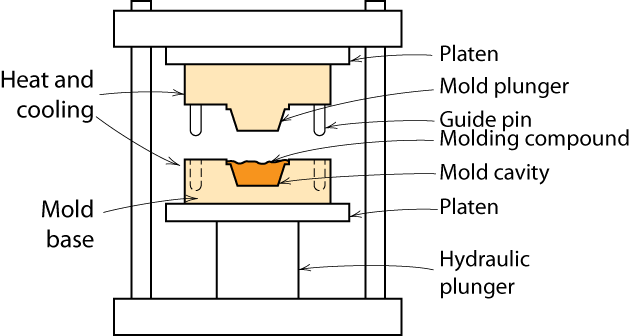 Platen
Heat and
cooling
Mold plunger
Guide pin
Molding compound
Mold cavity
Mold
base
Platen
Hydraulic
plunger